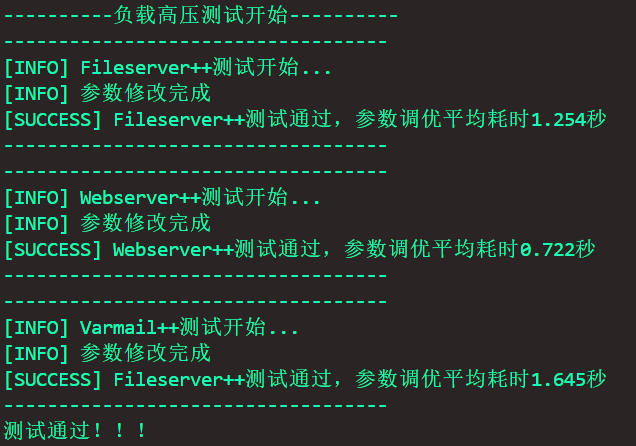 ----------负载高压测试开始----------
-----------------------------------
[INFO] Fileserver++测试开始...
[INFO] 参数修改完成
[SUCCESS] Fileserver++测试通过，参数调优平均耗时1.254秒
-----------------------------------
-----------------------------------
[INFO] Webserver++测试开始...
[INFO] 参数修改完成
[SUCCESS] Webserver++测试通过，参数调优平均耗时0.722秒
-----------------------------------
-----------------------------------
[INFO] Varmail++测试开始...
[INFO] 参数修改完成
[SUCCESS] Fileserver++测试通过，参数调优平均耗时1.645秒
-----------------------------------
测试通过！！！